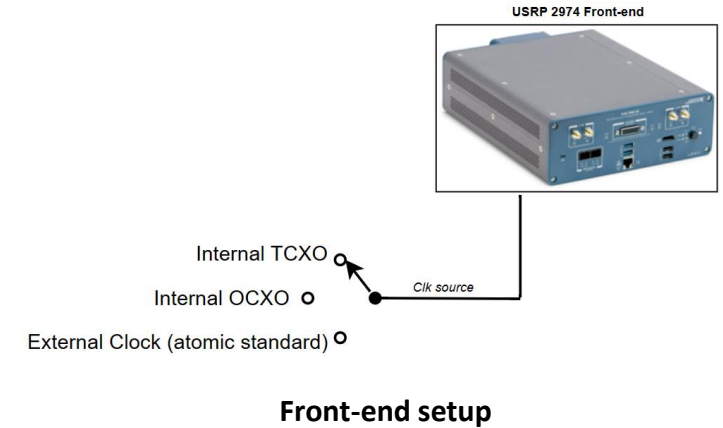 USRP 2974 Front-end
Internal TCXO
Internal OCXO
Clk source
External Clock (atomic standard)
Front-end setup